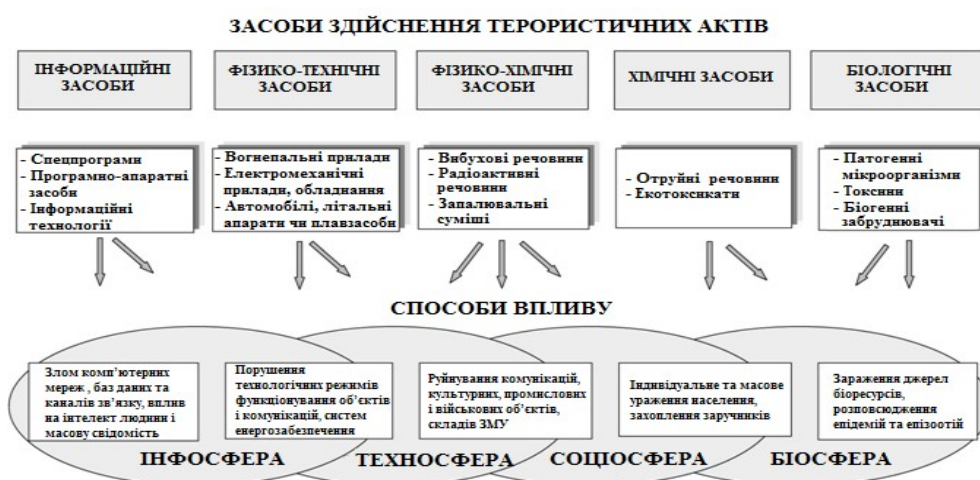 ЗАСОБИ ЗДІЙСНЕННЯ ТЕРОРИСТИЧНИХ АКТІВ
ІНФОРМАЦІЙНІ
ЗАСОБИ
ФІЗИКО-ТЕХНІЧНІ
ЗАСОБИ
ФІЗИКО-ХІМІЧНІ
ЗАСОБИ
ХІМІЧНІ ЗАСОБИ
БІОЛОГІЧНІ
ЗАСОБИ
- Спецпрограми
- Програмно-апаратні
засоби
- Інформаційні
технології
- Вогнепальні прилади
- Електромеханічні
прилади, обладнання
- Автомобілі, літальні
апарати чи плавзасоби
- Вибухові речовини
- Радіоактивні
речовини
- Запалювальні
суміші
- Отруйні речовини
- Екотоксикати
- Патогенні
мікроорганізми
- Токсини
- Біогенні
забруднювачі
СПОСОБИ ВПЛИВУ
Злом комп’ютерних
мереж , баз даних та
каналів зв’язку, вплив
на інтелект людини і
масову свідомість
Порушення
технологічних режимів
функціонування об’єктів
і комунікацій, систем
енергозабезпечення
Руйнування комунікацій,
культурних, промислових
і військових об’єктів,
складів ЗМУ
Індивідуальне та масове
ураження населення,
захоплення заручників
Зараження джерел
біоресурсів,
розповсюдження
епідемій та епізоотій
ІНФОСФЕРА
ТЕХНОСФЕРА
СОЦІОСФЕРА
БІОСФЕРА